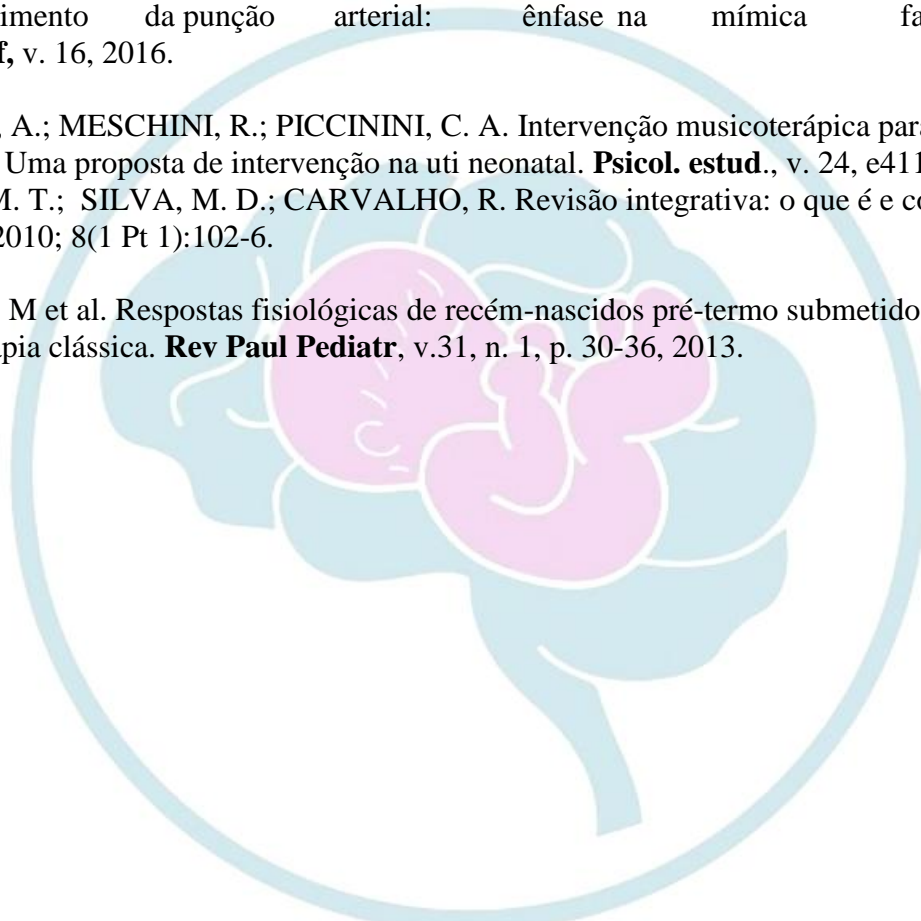 imento da punção arterial: ênfase na mímica fa
f, v. 16, 2016.
, A.; MESCHINI, R.; PICCININI, C. A. Intervenção musicoterápica para
Uma proposta de intervenção na uti neonatal. Psicol. estud., v. 24, e411
M. T.; SILVA, M. D.; CARVALHO, R. Revisão integrativa: o que é e co
2010; 8(1 Pt 1):102-6.
M et al. Respostas fisiológicas de recém-nascidos pré-termo submetido
pia clássica. Rev Paul Pediatr, v.31, n. 1, p. 30-36, 2013.